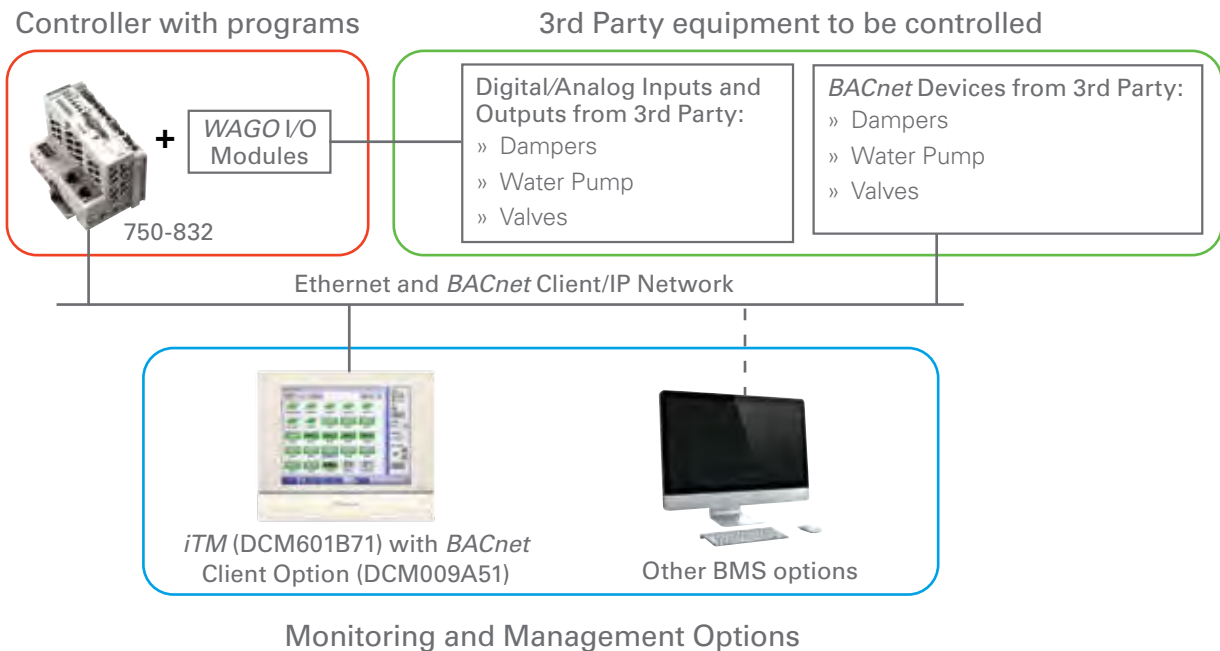 Controller with programs
3rd Party equipment to be controlled
+
WAGO I/O
Modules
750-832
Digital/Analog Inputs and
Outputs from 3rd Party:
» Dampers
» Water Pump
» Valves
BACnet Devices from 3rd Party:
» Dampers
» Water Pump
» Valves
Ethernet and BACnet Client/IP Network
iTM (DCM601B71) with BACnet
Client Option (DCM009A51)
Other BMS options
Monitoring and Management Options